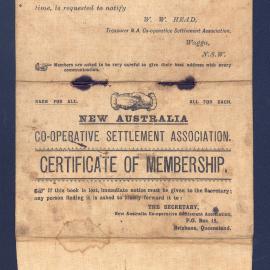 time, is requested to notify
W. W. HEAD,
Treasurer N.A. Co-operative Settlement Association,
Wagga,
N.S.W.
Members are asked to be very careful to give their best address with every
communication.
EACH FOR ALL. ALL FOR EACH.
NEW AUSTRALIA
CO-OPERATIVE SETTLEMENT ASSOCIATION.
CERTIFICATE OF MEMBERSHIP.
If this book is lost, immediate notice must be given to the Secretary;
any person finding it is asked to kindly forward it to:
THE SECRETARY,
New Australia Co-operative Settlement Association,
P.O. Box 15,
Brisbane, Queensland.